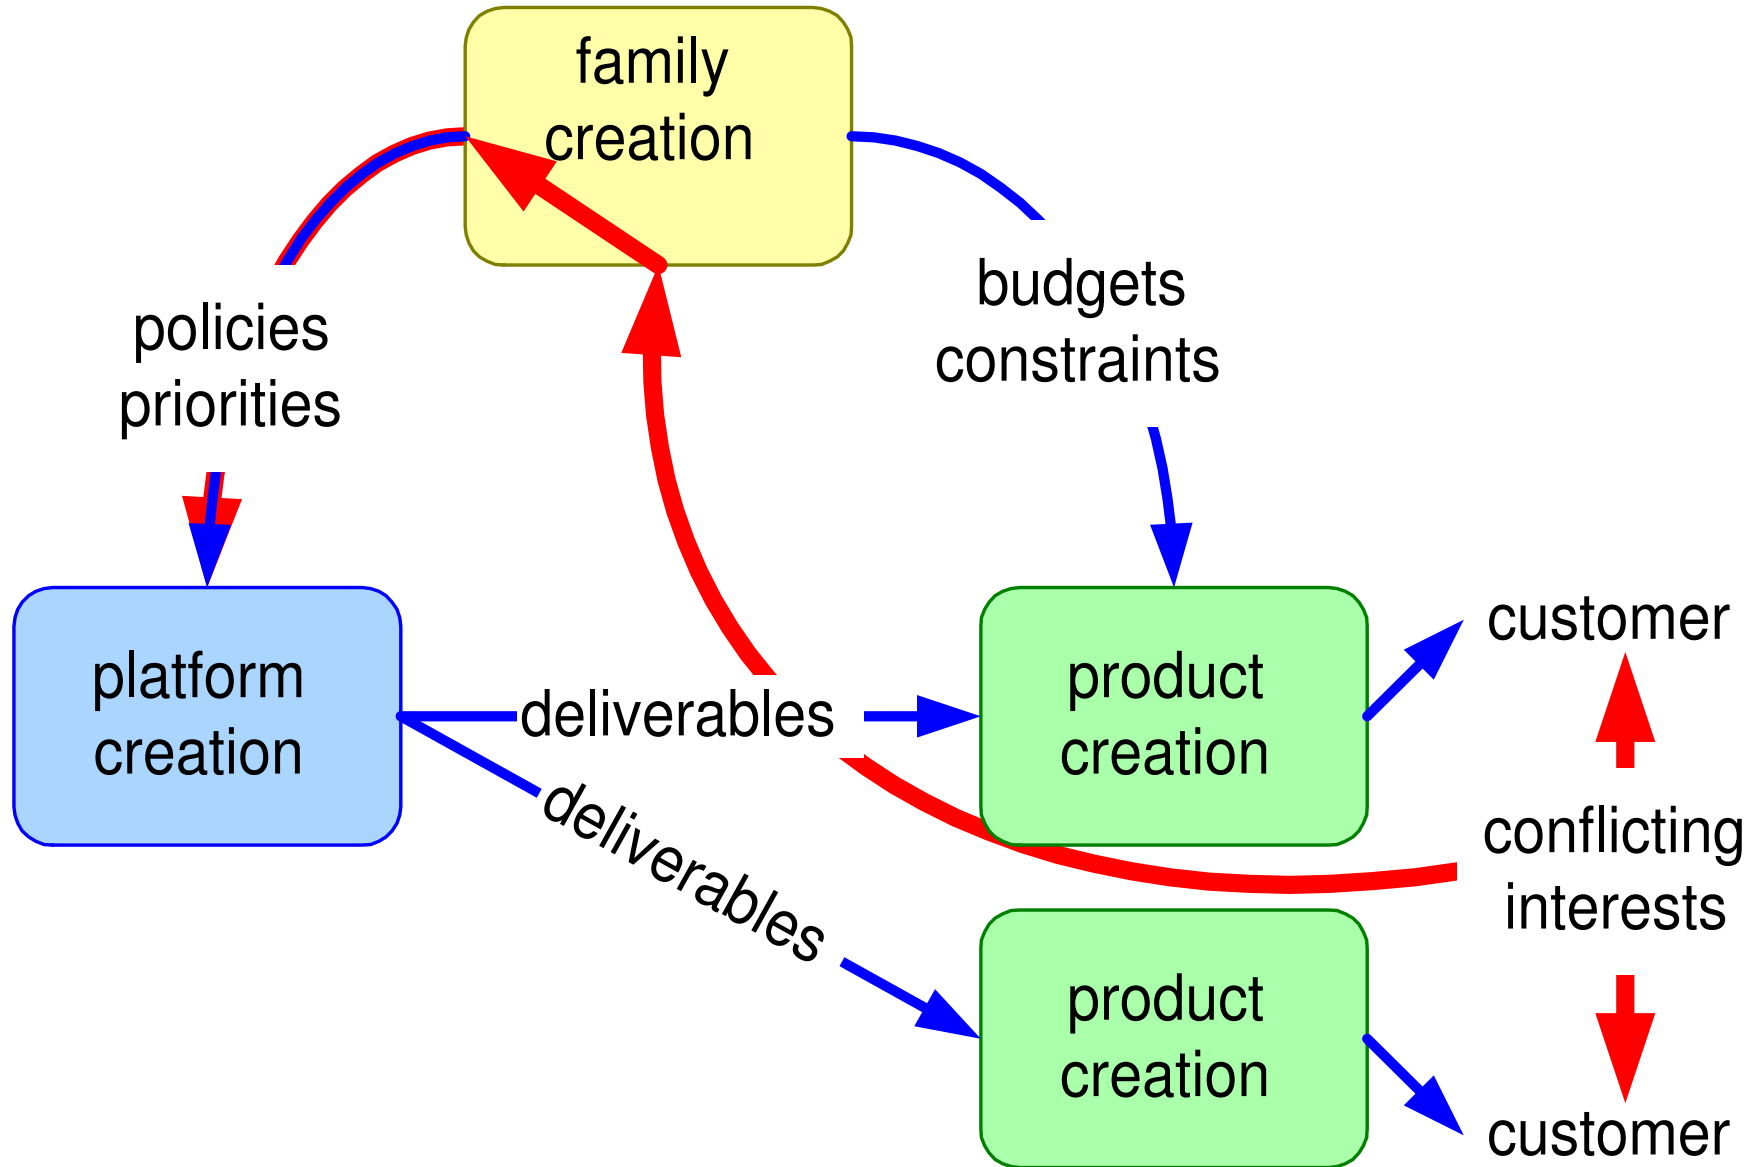 family
creation
policies
priorities
budgets
constraints
platform
creation
deliverables
deliverables
product
creation
customer
conflicting
interests
product
creation
customer